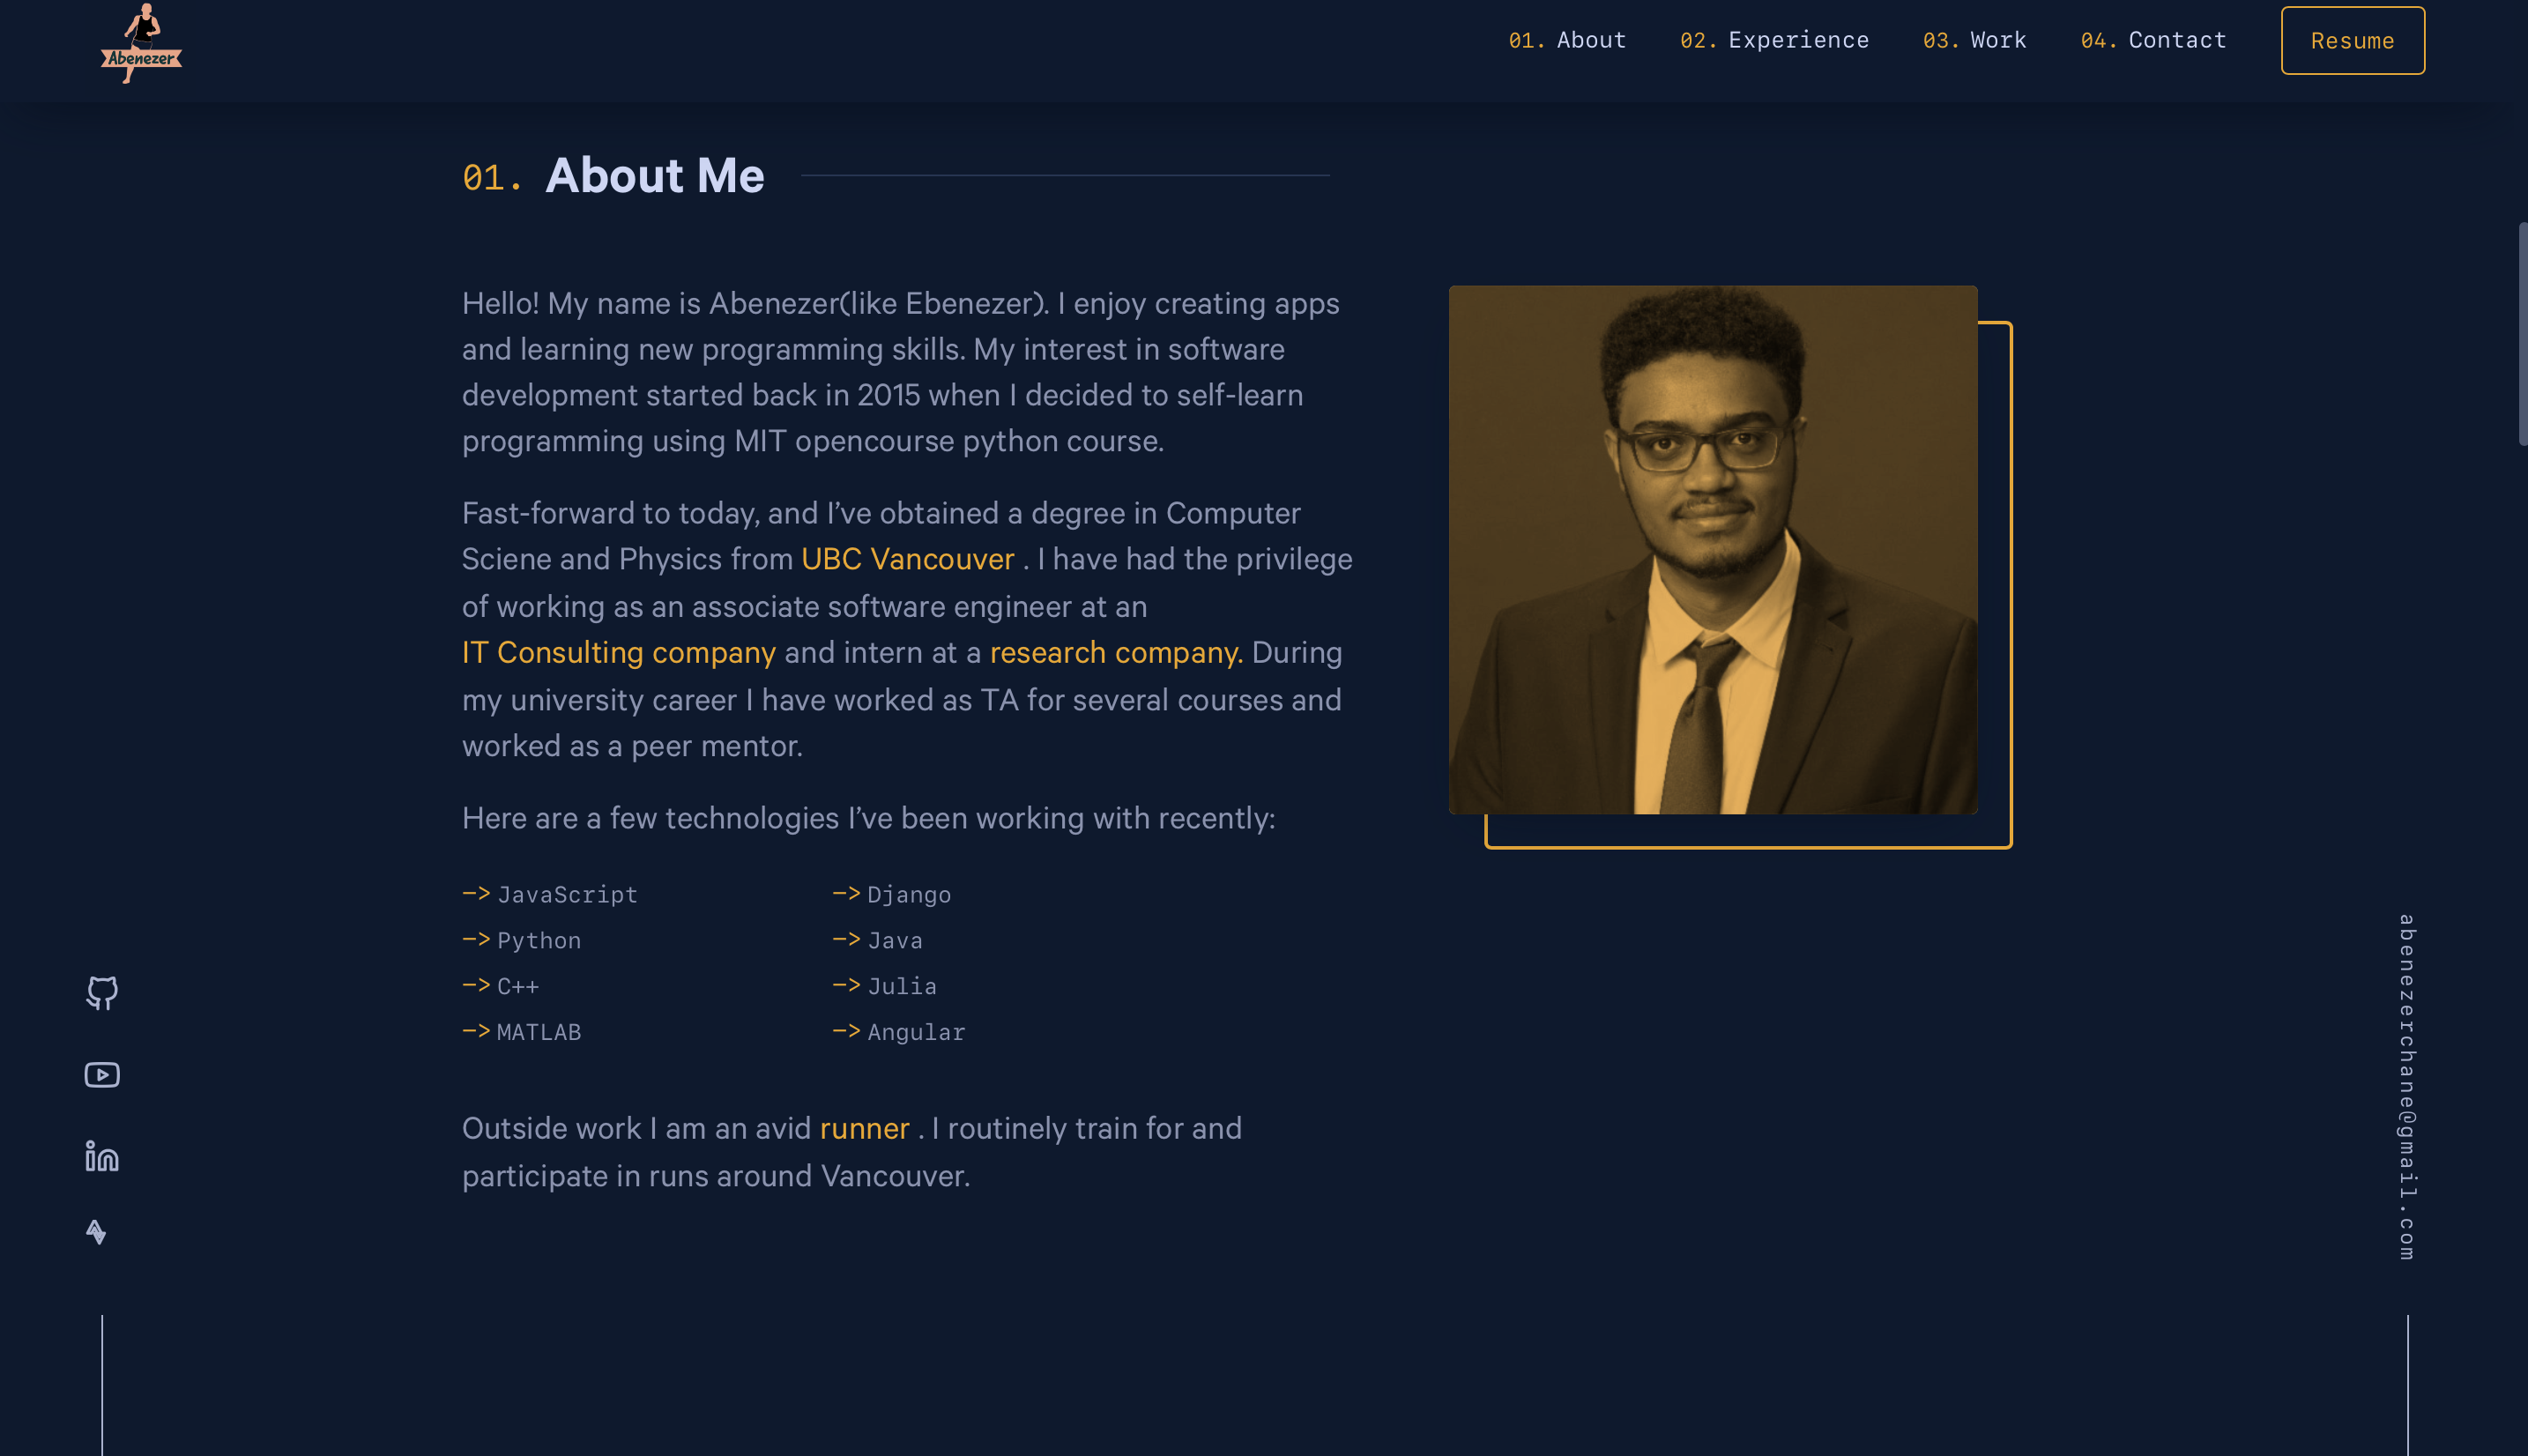 Abenezer
01. About
02. Experience
03. Work
04. Contact
Resume
01. About Me
Hello! My name is Abenezer(like Ebenezer). I enjoy creating apps
and learning new programming skills. My interest in software
development started back in 2015 when I decided to self-learn
programming using MIT opencourse python course.
Fast-forward to today, and I’ve obtained a degree in Computer
Sciene and Physics from UBC Vancouver . I have had the privilege
of working as an associate software engineer at an
IT Consulting company and intern at a research company. During
my university career I have worked as TA for several courses and
worked as a peer mentor.
Here are a few technologies I’ve been working with recently:
–> JavaScript
–> Django
–> Python
–> Java
–> C++
–> Julia
–> MATLAB
–> Angular
Outside work I am an avid runner . I routinely train for and
participate in runs around Vancouver.
in
abenezerchane@gmail.com